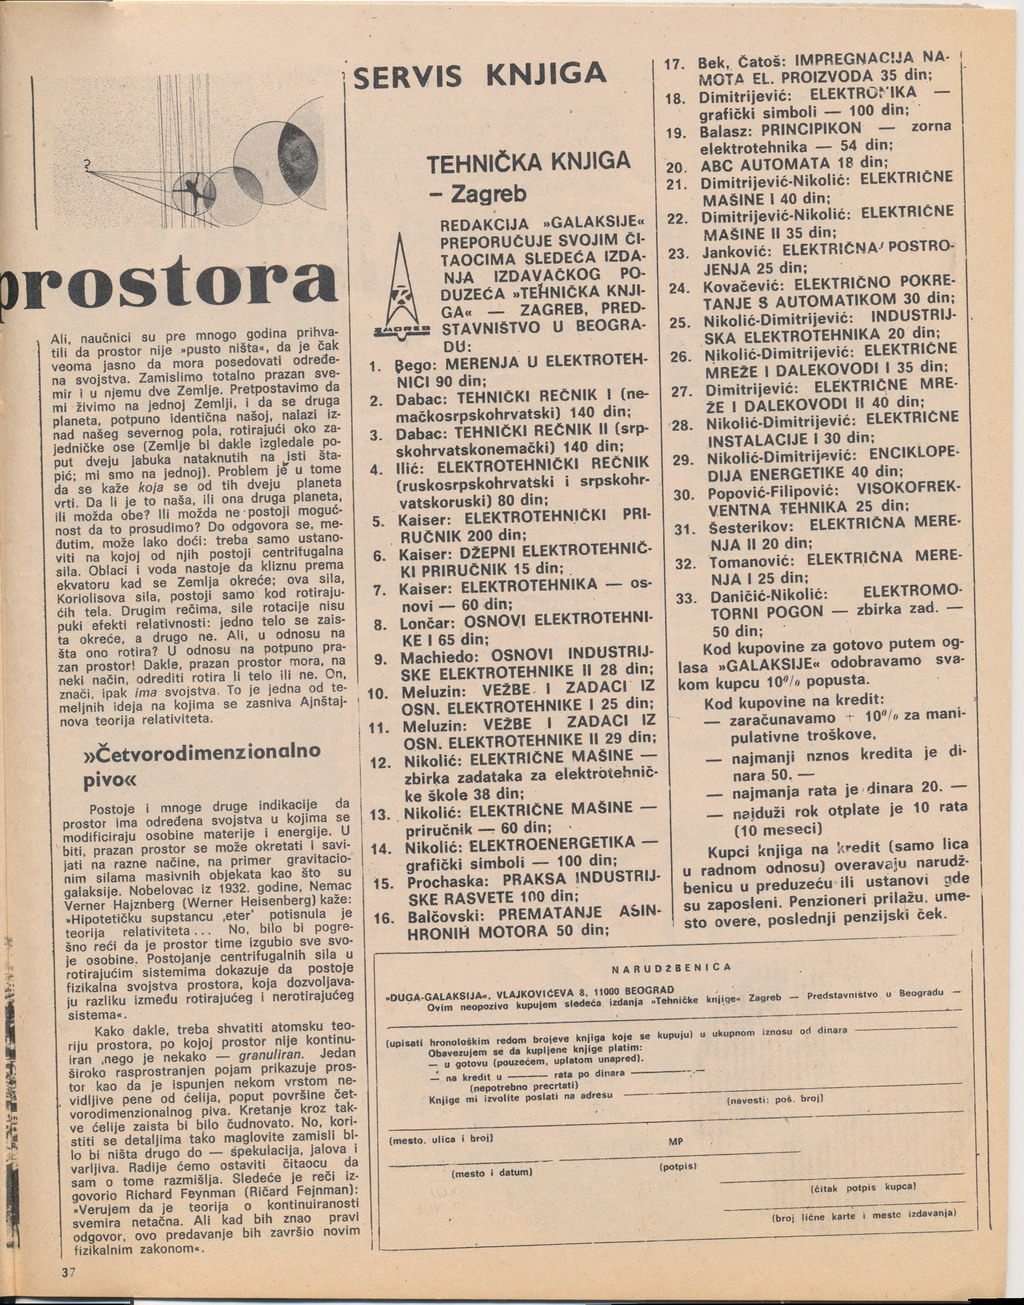 prostora
Ali, naučnici su pre mnogo godina prihva-
tili da prostor nije »pusto ništa«, da je čak
veoma jasno da mora posedovati određe-
na svojstva. Zamislimo totalno prazan sve-
mir i u njemu dve Zemlje. Pretpostavimo da
mi živimo na jednoj Zemlji, i da se druga
planeta, potpuno identična našoj, nalazi iz-
nad našeg severnog pola, rotirajući oko za-
jedničke ose (Zemlje bi dakle izgledale po-
put dveju jabuka nataknutih na isti šta-
pić; mi smo na jednoj). Problem je u tome
da se kaže koja se od tih dveju planeta
vrti. Da li je to naša, ili ona druga planeta,
ili možda obe? Ili možda ne postoji moguć-
nost da to prosudimo? Do odgovora se, me-
đutim, može lako doći: treba samo ustano-
viti na kojoj od njih postoji centrifugalna
sila. Oblaci i voda nastoje da kliznu prema
ekvatoru kad se Zemlja okreće; ova sila,
Koriolisova sila, postoji samo kod rotiraju-
ćih tela. Drugim rečima, sile rotacije nisu
puki efekti relativnosti: jedno telo se zais-
ta okreće, a drugo ne. Ali, u odnosu na
šta ono rotira? U odnosu na potpuno pra-
zan prostor! Dakle, prazan prostor mora, na
neki način, odrediti rotira li telo ili ne. On,
znači, ipak ima svojstva. To je jedna od te-
meljnih ideja na kojima se zasniva Ajnštaj-
nova teorija relativiteta.
»Četvorodimenzionalno
pivo«
Postoje i mnoge druge indikacije da
prostor ima određena svojstva u kojima se
modificiraju osobine materije i energije. U
biti, prazan prostor se može okretati i savi-
jati na razne načine, na primer gravitacio-
nim silama masivnih objekata kao što su
galaksije. Nobelovac iz 1932. godine, Nemac
Verner Hajznberg (Werner Heisenberg) kaže:
»Hipotetičku supstancu ‚eter’ potisnula je
teorija relativiteta... No, bilo bi pogre-
šno reći da je prostor time izgubio sve svo-
je osobine. Postojanje centrifugalnih sila u
rotirajućim sistemima dokazuje da postoje
fizikalna svojstva prostora, koja dozvoljava-
ju razliku između rotirajućeg i nerotirajućeg
sistema«.
Kako dakle, treba shvatiti atomsku teo-
riju prostora, po kojoj prostor nije kontinu-
iran ,nego je nekako — granuliran. Jedan
široko rasprostranjen pojam prikazuje pros-
tor kao da je ispunjen nekom vrstom ne-
vidljive pene od ćelija, poput površine čet-
vorodimenzionalnog piva. Kretanje kroz tak-
ve ćelije zaista bi bilo čudnovato. No, kori-
stiti se detaljima tako maglovite zamisli bi-
lo bi ništa drugo do — špekulacija, jalova i
varljiva. Radije ćemo ostaviti čitaocu da
sam o tome razmišlja. Sledeće je reči iz-
govorio Richard Feynman (Ričard Fejnman):
»Verujem da je teorija o kontinuiranosti
svemira netačna. Ali kad bih znao pravi
odgovor, ovo predavanje bih završio novim
fizikalnim zakonom«.
37
SERVIS KNJIGA
TEHNIČKA KNJIGA
– Zagreb
REDAKCIJA »GALAKSIJE«
PREPORUČUJE SVOJIM ČI-
TAOCIMA SLEDEĆA IZDA-
NJA IZDAVAČKOG PO-
DUZEĆA »TEHNIČKA KNJI-
GA« — ZAGREB, PRED-
STAVNIŠTVO U BEOGRA-
DU:
ZAGREB
1. Bego: MERENJA U ELEKTROTEH-
NICI 90 din;
2. Dabac: TEHNIČKI REČNIK I (ne-
mačkosrpskohrvatski) 140 din;
3. Dabac: TEHNIČKI REČNIK II (srp-
skohrvatskonemački) 140 din;
4. Ilić: ELEKTROTEHNIČKI REČNIK
(ruskosrpskohrvatski i srpskohr-
vatskoruski) 80 din;
5. Kaiser: ELEKTROTEHNIČKI PRI-
RUČNIK 200 din;
6. Kaiser: DŽEPNI ELEKTROTEHNIČ-
KI PRIRUČNIK 15 din;
7. Kaiser: ELEKTROTEHNIKA — os-
novi — 60 din;
8. Lončar: OSNOVI ELEKTROTEHNI-
KE I 65 din;
9. Machiedo: OSNOVI INDUSTRIJ-
SKE ELEKTROTEHNIKE II 28 din;
10. Meluzin: VEŽBE I ZADACI IZ
OSN. ELEKTROTEHNIKE I 25 din;
11. Meluzin: VEŽBE I ZADACI IZ
OSN. ELEKTROTEHNIKE II 29 din;
12. Nikolić: ELEKTRIČNE MAŠINE —
zbirka zadataka za elektrotehnič-
ke škole 38 din;
13. Nikolić: ELEKTRIČNE MAŠINE —
priručnik — 60 din;
14. Nikolić: ELEKTROENERGETIKA —
grafički simboli — 100 din;
15. Prochaska: PRAKSA INDUSTRIJ-
SKE RASVETE 100 din;
16. Balčovski: PREMATANJE ASIN-
HRONIH MOTORA 50 din;
17. Bek, Čatoš: IMPREGNACIJA NA-
MOTA EL. PROIZVODA 35 din;
18. Dimitrijević: ELEKTRONIKA —
grafički simboli — 100 din;
19. Balasz: PRINCIPIKON — zorna
elektrotehnika — 54 din;
20. ABC AUTOMATA 18 din;
21. Dimitrijević-Nikolić: ELEKTRIČNE
MAŠINE I 40 din;
22. Dimitrijević-Nikolić: ELEKTRIČNE
MAŠINE II 35 din;
23. Janković: ELEKTRIČNA POSTRO-
JENJA 25 din;
24. Kovačević: ELEKTRIČNO POKRE-
TANJE S AUTOMATIKOM 30 din;
25. Nikolić-Dimitrijević: INDUSTRIJ-
SKA ELEKTROTEHNIKA 20 din;
26. Nikolić-Dimitrijević: ELEKTRIČNE
MREŽE I DALEKOVODI I 35 din;
27. Dimitrijević: ELEKTRIČNE MRE-
ŽE I DALEKOVODI II 40 din;
28. Nikolić-Dimitrijević: ELEKTRIČNE
INSTALACIJE I 30 din;
29. Nikolić-Dimitrijević: ENCIKLOPE-
DIJA ENERGETIKE 40 din;
30. Popović-Filipović: VISOKOFREK-
VENTNA TEHNIKA 25 din;
31. Šesterikov: ELEKTRIČNA MERE-
NJA II 20 din;
32. Tomanović: ELEKTRIČNA MERE-
NJA I 25 din;
33. Daničić-Nikolić: ELEKTROMO-
TORNI POGON — zbirka zad. —
50 din;
Kod kupovine za gotovo putem og-
lasa »GALAKSIJE« odobravamo sva-
kom kupcu 10% popusta.
Kod kupovine na kredit:
— zaračunavamo + 10% za mani-
pulativne troškove,
— najmanji nznos kredita je di-
nara 50. —
— najmanja rata je dinara 20. —
— najduži rok otplate je 10 rata
(10 meseci)
Kupci knjiga na kredit (samo lica
u radnom odnosu) overavaju narudž-
benicu u preduzeću ili ustanovi gde
su zaposleni. Penzioneri prilažu, ume-
sto overe, poslednji penzijski ček.
NARUDŽBENICA
»DUGA-GALAKSIJA«, VLAJKOVIĆEVA 8, 11000 BEOGRAD
Ovim neopozivo kupujem sledeća izdanja »Tehničke knjige« Zagreb — Predstavništvo u Beogradu —
(upisati hronološkim redom brojeve knjiga koje se kupuju) u ukupnom iznosu od dinara
Obavezujem se da kupljene knjige platim:
— u gotovu (pouzećem, uplatom unapred).
— na kredit u rata po dinara
(nepotrebno precrtati)
Knjige mi izvolite poslati na adresu
(navesti: poš. broj)
(mesto. ulica i broj)
MP
(mesto i datum)
(potpis)
(čitak potpis kupca)
(broj lične karte i mesto izdavanja)